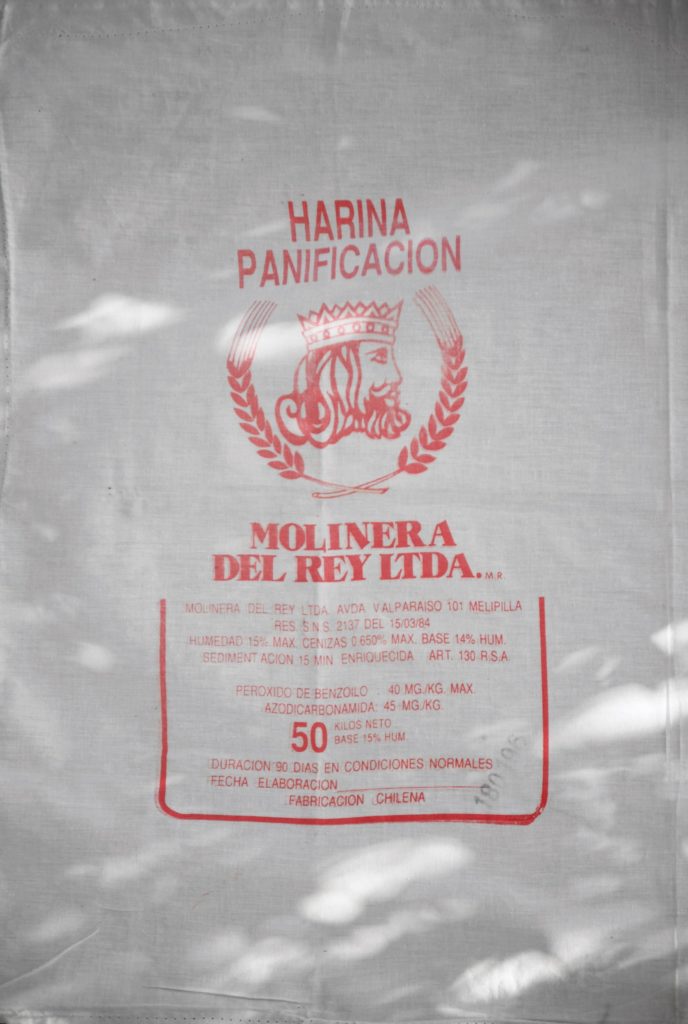 HARINA
PANIFICACION
MOLINERA
DEL REY LTDA. M.R.
MOLINERA DEL REY LTDA. AVDA. VALPARAISO 101 MELIPILLA
RES. S.N.S. 2137 DEL 15/03/84
HUMEDAD 15% MAX. CENIZAS 0.650% MAX. BASE 14% HUM.
SEDIMENTACION 15 MIN ENRIQUECIDA ART. 130 R.S.A.
PEROXIDO DE BENZOILO : 40 MG/KG. MAX.
AZODICARBONAMIDA: 45 MG/KG.
50 KILOS NETO
BASE 15% HUM
DURACION 90 DIAS EN CONDICIONES NORMALES
FECHA ELABORACION
FABRICACION CHILENA